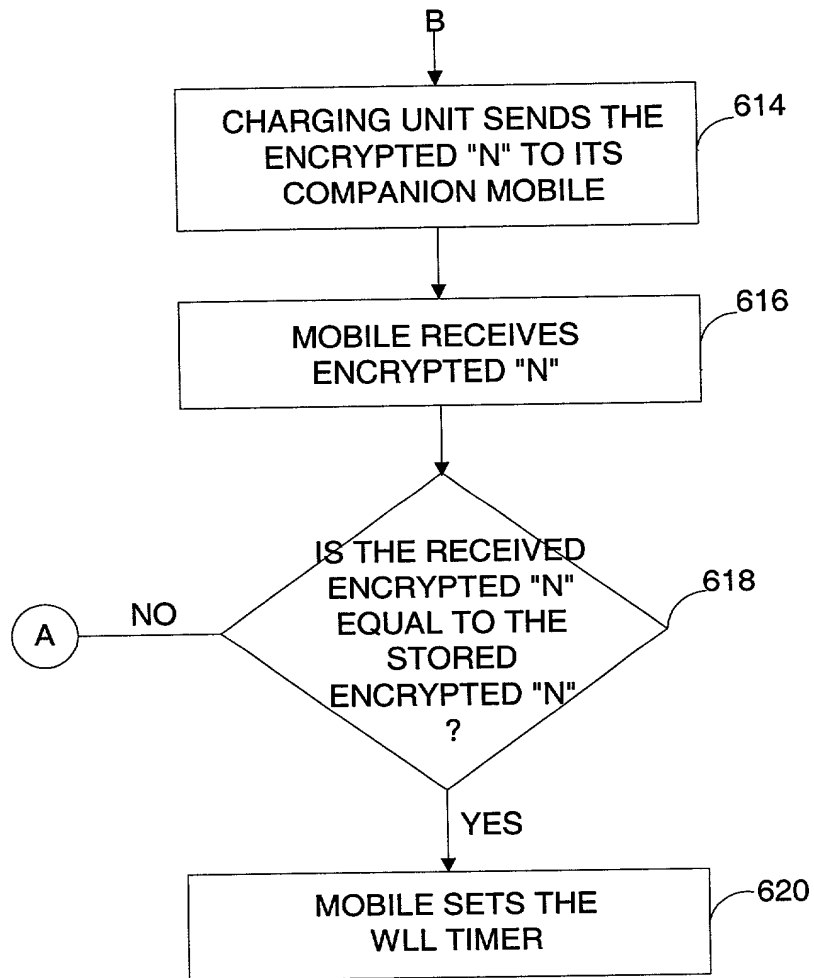 B
CHARGING UNIT SENDS THE
ENCRYPTED "N" TO ITS
COMPANION MOBILE
614
MOBILE RECEIVES
ENCRYPTED "N"
616
IS THE RECEIVED
ENCRYPTED "N"
EQUAL TO THE
STORED
ENCRYPTED "N"
?
618
NO
A
YES
MOBILE SETS THE
WLL TIMER
620